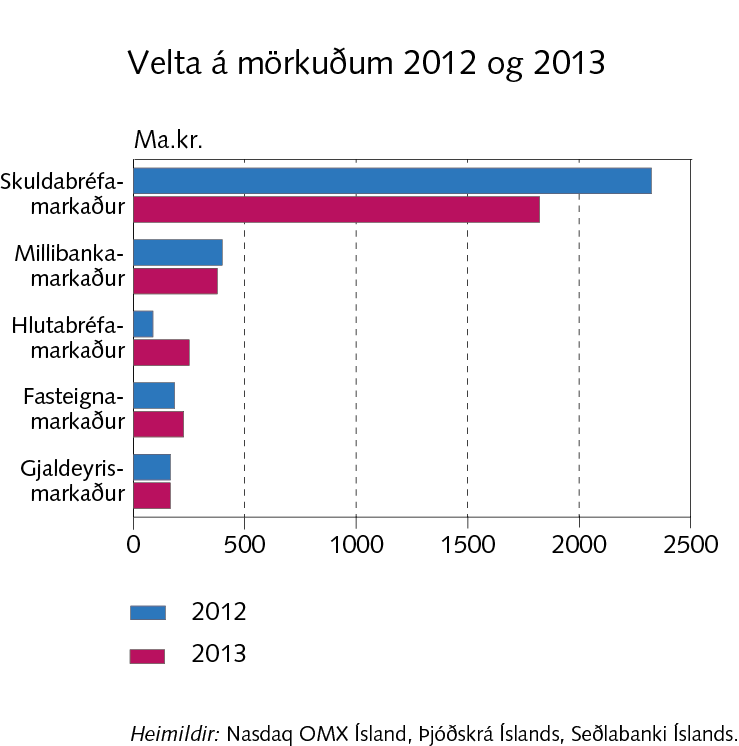 Velta á mörkuðum 2012 og 2013
Ma.kr.
Skuldabréfa-
markaður
Millibanka-
markaður
Hlutabréfa-
markaður
Fasteigna-
markaður
Gjaldeyris-
markaður
0 500 1000 1500 2000 2500
2012
2013
Heimildir: Nasdaq OMX Ísland, Þjóðskrá Íslands, Seðlabanki Íslands.